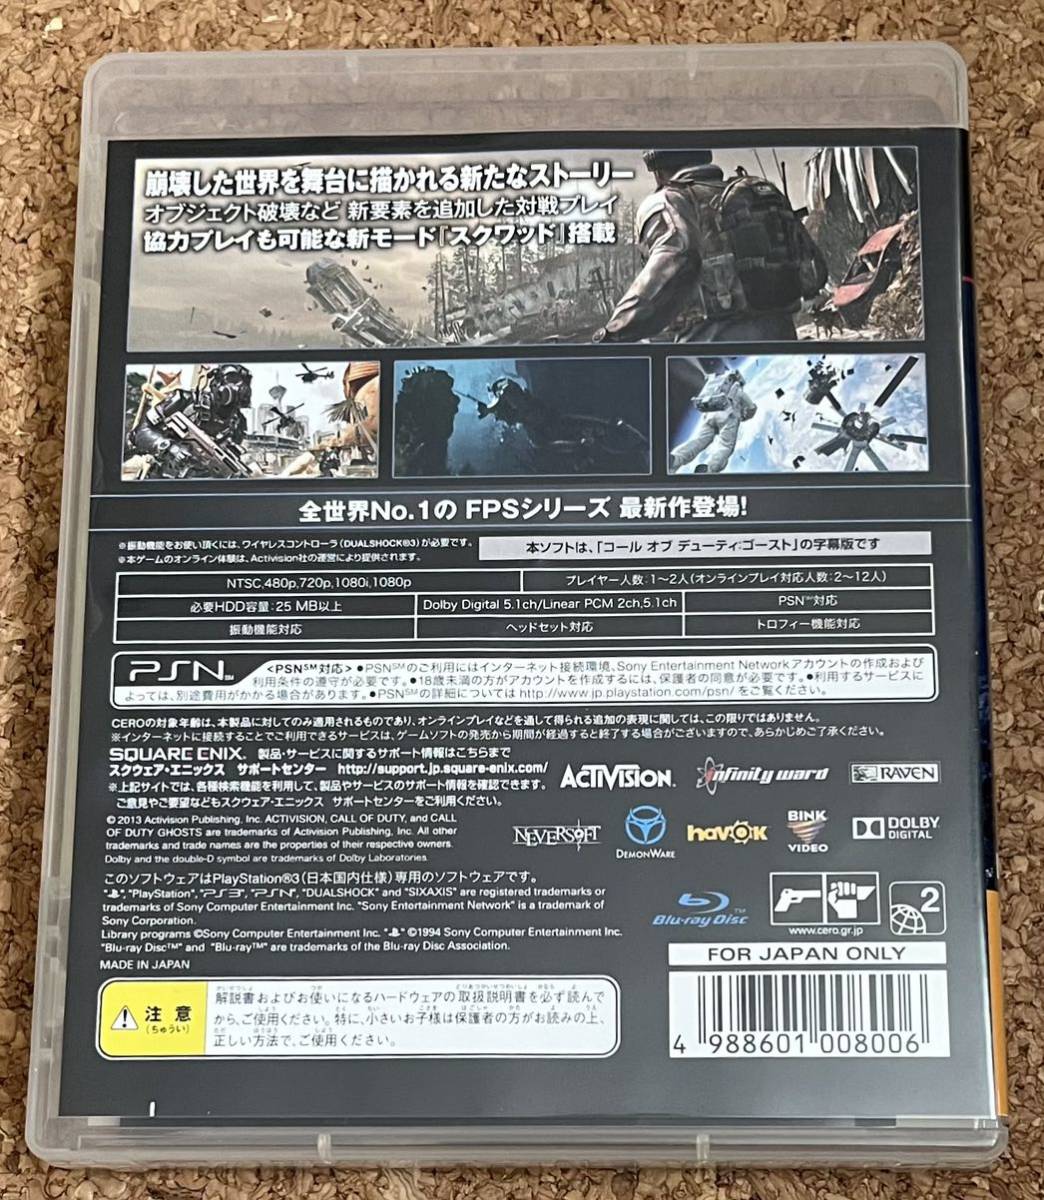 崩壊した世界を舞台に描かれる新たなストーリー
オブジェクト破壊など 新要素を追加した対戦プレイ
協力プレイも可能な新モード『スクワッド』搭載
全世界No.1の FPSシリーズ 最新作登場!
※振動機能をお使い頂くには、ワイヤレスコントローラ(DUALSHOCK®3)が必要です。
※本ゲームのオンライン体験は、Activision社の運営により提供されます。
本ソフトは、「コール オブ デューティ:ゴースト」の字幕版です
NTSC,480p,720p,1080i,1080p
プレイヤー人数:1〜2人(オンラインプレイ対応人数:2〜12人)
必要HDD容量:25 MB以上
Dolby Digital 5.1ch/Linear PCM 2ch,5.1ch
PSN℠対応
振動機能対応
ヘッドセット対応
トロフィー機能対応
PSN℠
<PSN℠対応> ●PSN℠のご利用にはインターネット接続環境、Sony Entertainment Networkアカウントの作成および
利用条件の遵守が必要です。●18歳未満の方がアカウントを作成するには、保護者の同意が必要です。●利用するサービスに
よっては、別途費用がかかる場合があります。●PSN℠の詳細については http://www.jp.playstation.com/psn/ をご覧ください。
CEROの対象年齢は、本製品に対してのみ適用されるものであり、オンラインプレイなどを通して得られる追加の表現に関しては、この限りではありません。
※インターネットに接続することでご利用できるサービスは、ゲームソフトの発売から期間が経過すると終了する場合がございますので、あらかじめご了承ください。
SQUARE ENIX. 製品・サービスに関するサポート情報はこちらまで
スクウェア・エニックス サポートセンター http://support.jp.square-enix.com/
※上記サイトでは、各種検索機能を利用して、製品やサービスのサポート情報を確認できます。
ご意見やご要望などもスクウェア・エニックス サポートセンターをご利用ください。
ACTIVISION.
infinity ward
RAVEN
© 2013 Activision Publishing, Inc. ACTIVISION, CALL OF DUTY, and CALL
OF DUTY GHOSTS are trademarks of Activision Publishing, Inc. All other
trademarks and trade names are the properties of their respective owners.
Dolby and the double-D symbol are trademarks of Dolby Laboratories.
NEVERSOFT
DEMONWARE
havok
BINK
VIDEO
DOLBY
DIGITAL
このソフトウェアはPlayStation®3(日本国内仕様)専用のソフトウェアです。
"", "PlayStation", "PS3", "PSN", "DUALSHOCK" and "SIXAXIS" are registered trademarks or
trademarks of Sony Computer Entertainment Inc. "Sony Entertainment Network" is a trademark of
Sony Corporation.
Library programs ©Sony Computer Entertainment Inc. "" ©1994 Sony Computer Entertainment Inc.
"Blu-ray Disc™" and "Blu-ray™" are trademarks of the Blu-ray Disc Association.
MADE IN JAPAN
Blu-ray Disc™
www.cero.gr.jp
2
FOR JAPAN ONLY
注意
(ちゅうい)
解説書およびお使いになるハードウェアの取扱説明書を必ず読んで
から、ご使用ください。特に、小さいお子様は保護者の方がお読みの上、
正しい方法で、ご使用ください。
4 988601 008006